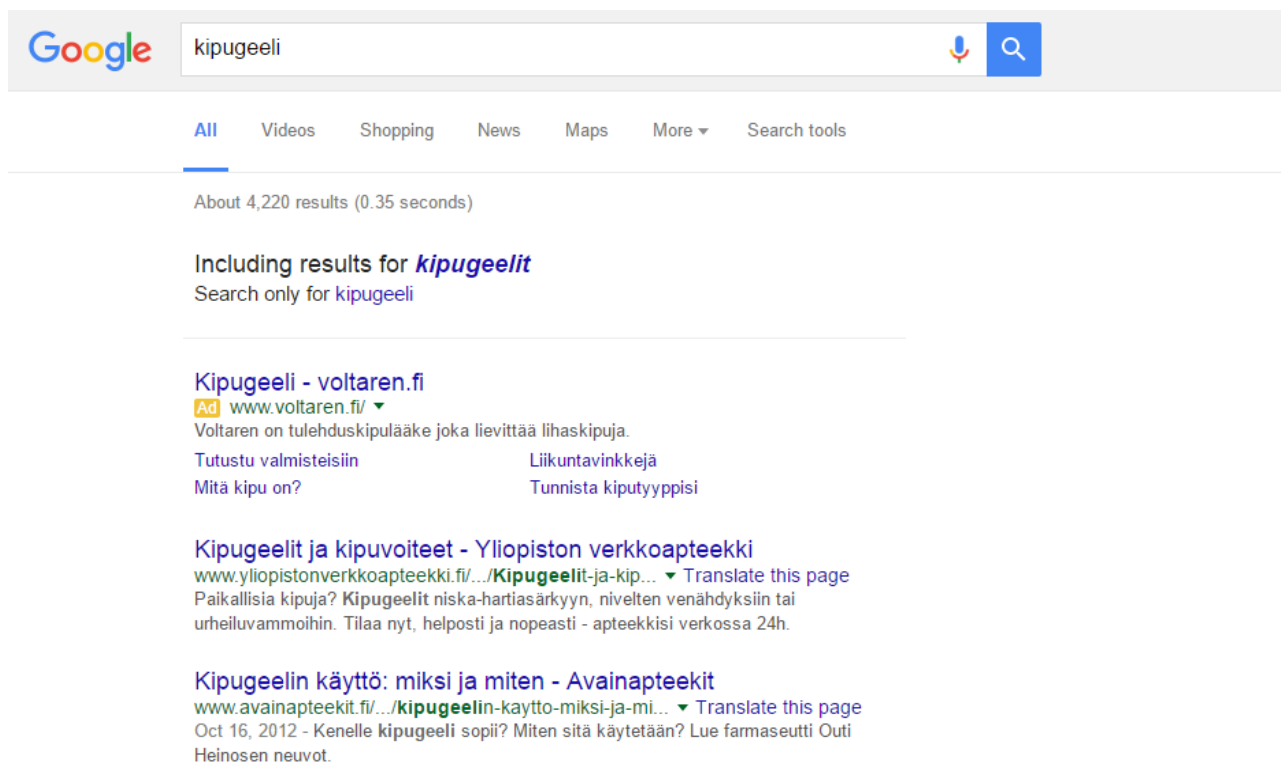 Google kipugeeli
All Videos Shopping News Maps More Search tools
About 4,220 results (0.35 seconds)
Including results for kipugeelit
Search only for kipugeeli
Kipugeeli - voltaren.fi
Ad www.voltaren.fi/
Voltaren on tulehduskipulääke joka lievittää lihaskipuja.
Tutustu valmisteisiin Liikuntavinkkejä
Mitä kipu on? Tunnista kiputyyppisi
Kipugeelit ja kipuvoiteet - Yliopiston verkkoapteekki
www.yliopistonverkkoapteekki.fi/.../Kipugeelit-ja-kip... Translate this page
Paikallisia kipuja? Kipugeelit niska-hartiasärkyyn, nivelten venähdyksiin tai
urheiluvammoihin. Tilaa nyt, helposti ja nopeasti - apteekkisi verkossa 24h.
Kipugeelin käyttö: miksi ja miten - Avainapteekit
www.avainapteekit.fi/.../kipugeelin-kaytto-miksi-ja-mi... Translate this page
Oct 16, 2012 - Kenelle kipugeeli sopii? Miten sitä käytetään? Lue farmaseutti Outi
Heinosen neuvot.